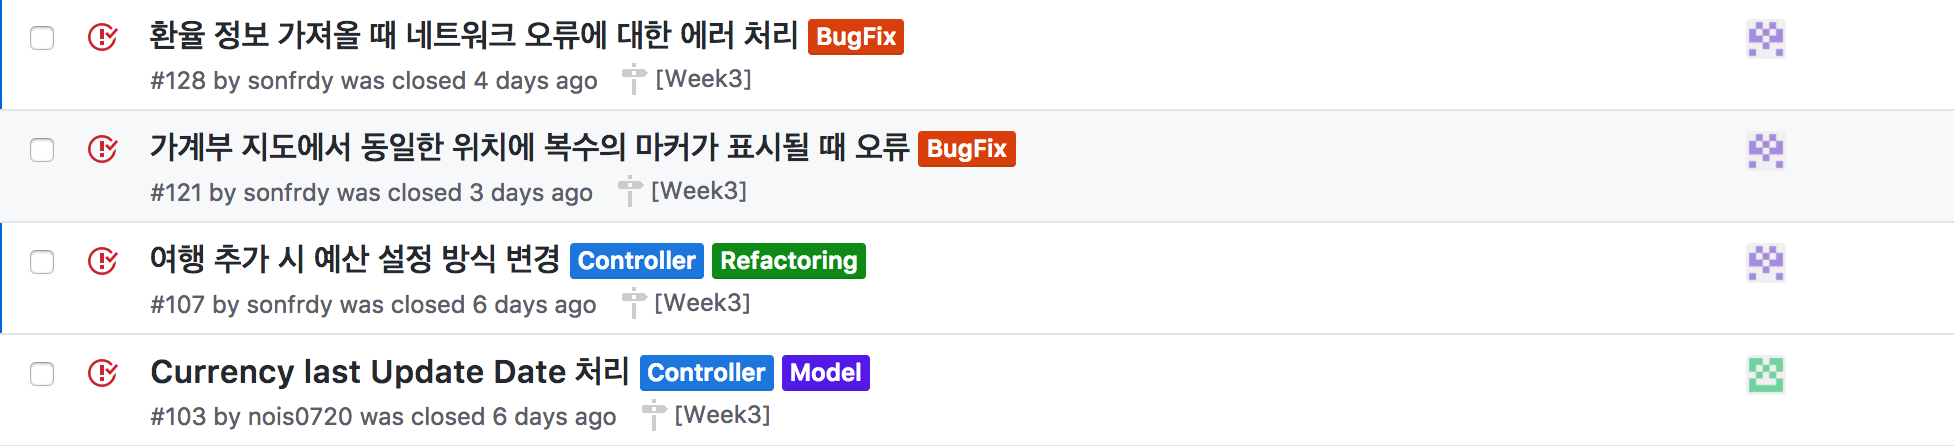 환율 정보 가져올 때 네트워크 오류에 대한 에러 처리 BugFix
#128 by sonfrdy was closed 4 days ago [Week3]
가계부 지도에서 동일한 위치에 복수의 마커가 표시될 때 오류 BugFix
#121 by sonfrdy was closed 3 days ago [Week3]
여행 추가 시 예산 설정 방식 변경 Controller Refactoring
#107 by sonfrdy was closed 6 days ago [Week3]
Currency last Update Date 처리 Controller Model
#103 by nois0720 was closed 6 days ago [Week3]